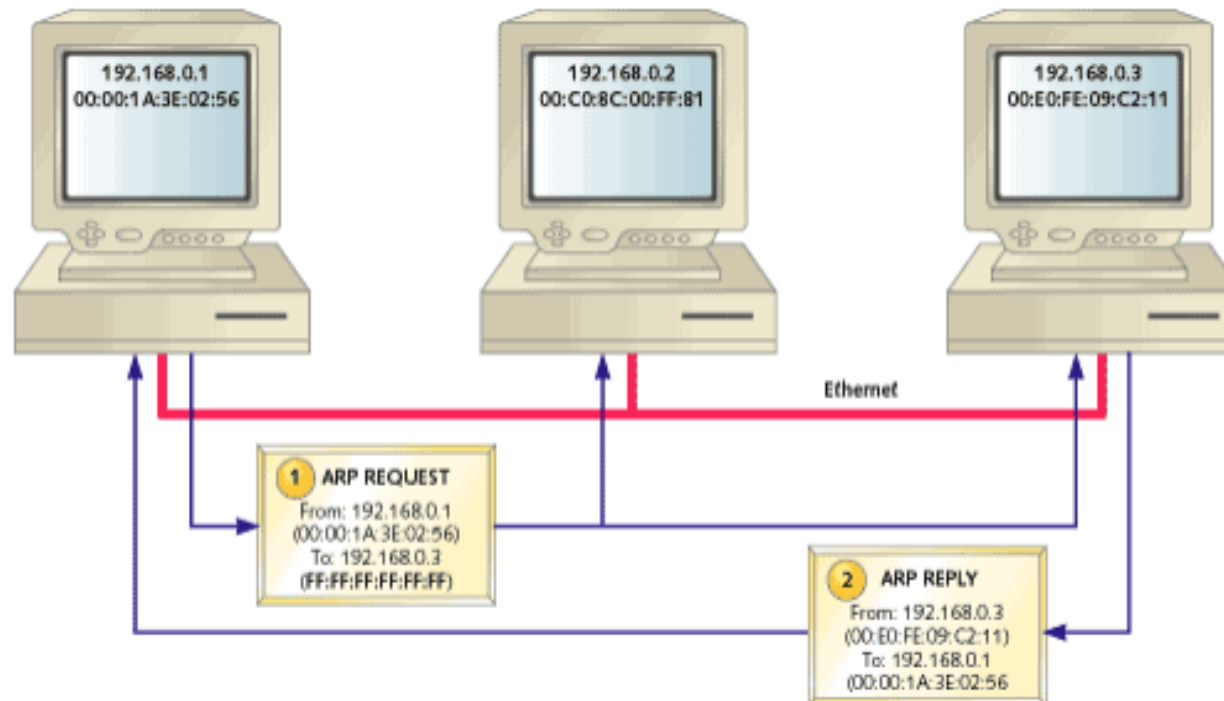 192.168.0.1
00:00:1A:3E:02:56
192.168.0.2
00:C0:8C:00:FF:81
192.168.0.3
00:E0:FE:09:C2:11
Ethernet
1 ARP REQUEST
From: 192.168.0.1
(00:00:1A:3E:02:56)
To: 192.168.0.3
(FF:FF:FF:FF:FF:FF)
2 ARP REPLY
From: 192.168.0.3
(00:E0:FE:09:C2:11)
To: 192.168.0.1
(00:00:1A:3E:02:56